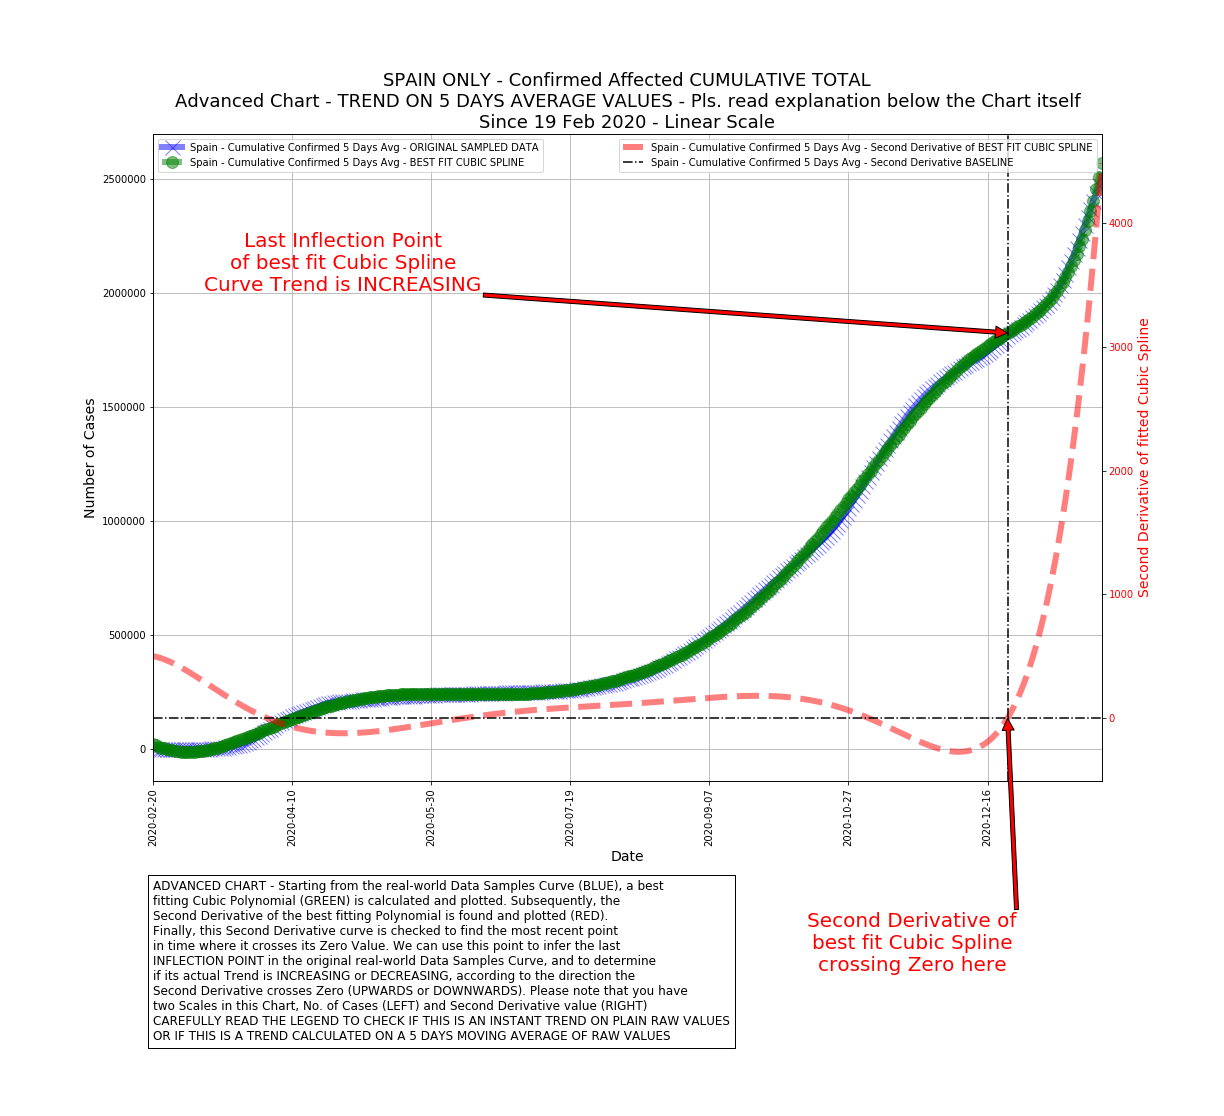 SPAIN ONLY - Confirmed Affected CUMULATIVE TOTAL
Advanced Chart - TREND ON 5 DAYS AVERAGE VALUES - Pls. read explanation below the Chart itself
Since 19 Feb 2020 - Linear Scale
Spain - Cumulative Confirmed 5 Days Avg - ORIGINAL SAMPLED DATA
Spain - Cumulative Confirmed 5 Days Avg - BEST FIT CUBIC SPLINE
Spain - Cumulative Confirmed 5 Days Avg - Second Derivative of BEST FIT CUBIC SPLINE
Spain - Cumulative Confirmed 5 Days Avg - Second Derivative BASELINE
Last Inflection Point
of best fit Cubic Spline
Curve Trend is INCREASING
Number of Cases
2500000
2000000
1500000
1000000
500000
0
4000
3000
2000
1000
0
Second Derivative of fitted Cubic Spline
2020-02-20
2020-04-10
2020-05-30
2020-07-19
2020-09-07
2020-10-27
2020-12-16
Date
ADVANCED CHART - Starting from the real-world Data Samples Curve (BLUE), a best
fitting Cubic Polynomial (GREEN) is calculated and plotted. Subsequently, the
Second Derivative of the best fitting Polynomial is found and plotted (RED).
Finally, this Second Derivative curve is checked to find the most recent point
in time where it crosses its Zero Value. We can use this point to infer the last
INFLECTION POINT in the original real-world Data Samples Curve, and to determine
if its actual Trend is INCREASING or DECREASING, according to the direction the
Second Derivative crosses Zero (UPWARDS or DOWNWARDS). Please note that you have
two Scales in this Chart, No. of Cases (LEFT) and Second Derivative value (RIGHT)
CAREFULLY READ THE LEGEND TO CHECK IF THIS IS AN INSTANT TREND ON PLAIN RAW VALUES
OR IF THIS IS A TREND CALCULATED ON A 5 DAYS MOVING AVERAGE OF RAW VALUES
Second Derivative of
best fit Cubic Spline
crossing Zero here